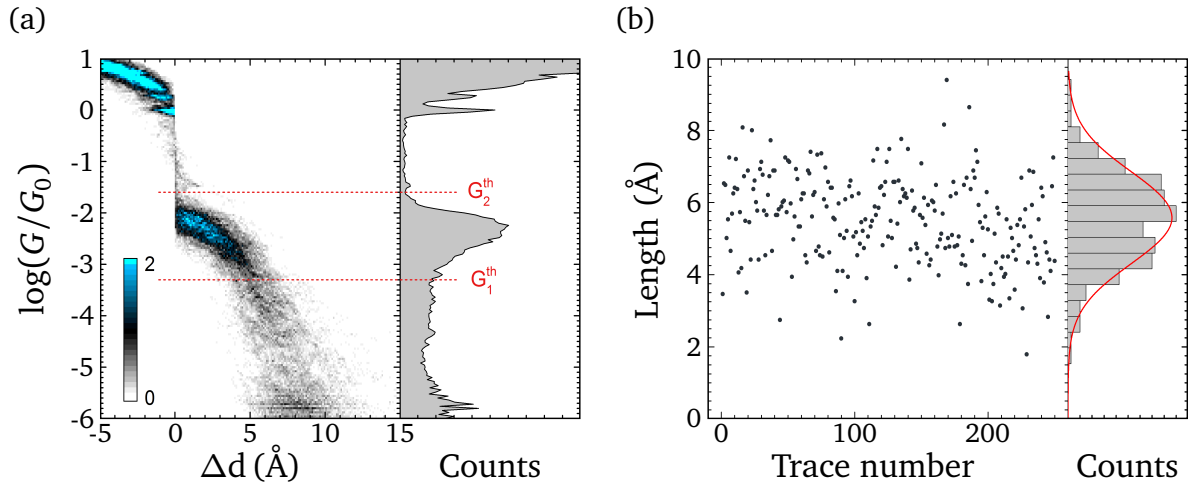 (a)
(b)
log(G/G₀)
1
0
-1
-2
-3
-4
-5
-6
G₂ᵗʰ
G₁ᵗʰ
2
0
-5
0
5
10
15
Δd (Å)
Counts
Length (Å)
10
8
6
4
2
0
0
100
200
Trace number
Counts